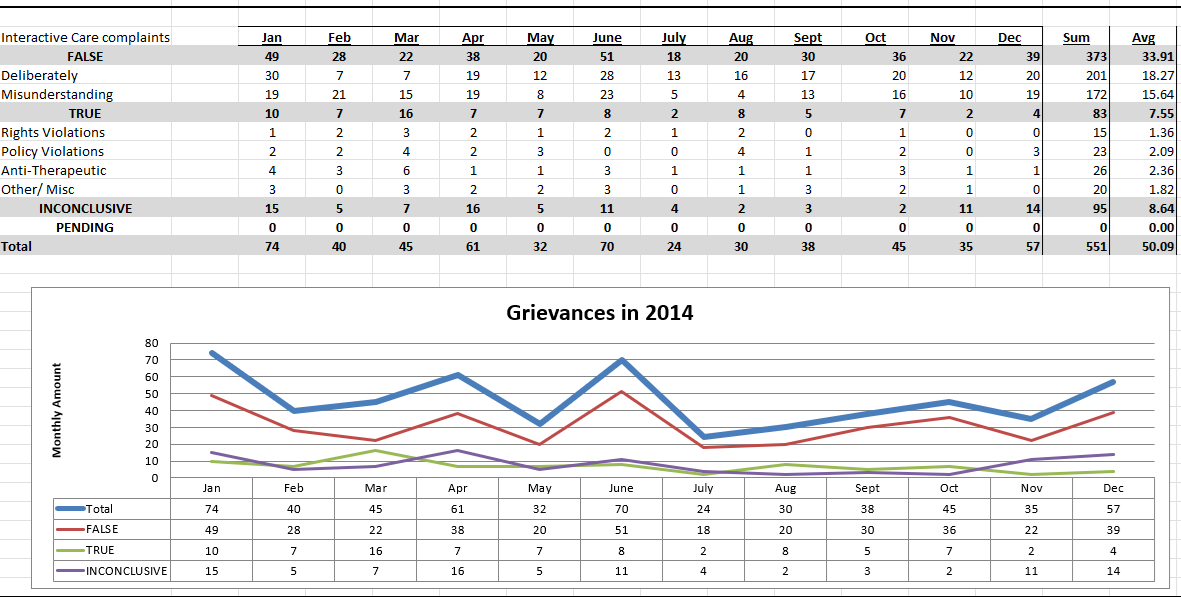 Interactive Care complaints Jan Feb Mar Apr May June July Aug Sept Oct Nov Dec Sum Avg
FALSE 49 28 22 38 20 51 18 20 30 36 22 39 373 33.91
Deliberately 30 7 7 19 12 28 13 16 17 20 12 20 201 18.27
Misunderstanding 19 21 15 19 8 23 5 4 13 16 10 19 172 15.64
TRUE 10 7 16 7 7 8 2 8 5 7 2 4 83 7.55
Rights Violations 1 2 3 2 1 2 1 2 0 1 0 0 15 1.36
Policy Violations 2 2 4 2 3 0 0 4 1 2 0 3 23 2.09
Anti-Therapeutic 4 3 6 1 1 3 1 1 1 3 1 1 26 2.36
Other/ Misc 3 0 3 2 2 3 0 1 3 2 1 0 20 1.82
INCONCLUSIVE 15 5 7 16 5 11 4 2 3 2 11 14 95 8.64
PENDING 0 0 0 0 0 0 0 0 0 0 0 0 0 0.00
Total 74 40 45 61 32 70 24 30 38 45 35 57 551 50.09
Grievances in 2014
Monthly Amount
80
70
60
50
40
30
20
10
0
Jan Feb Mar Apr May June July Aug Sept Oct Nov Dec
Total 74 40 45 61 32 70 24 30 38 45 35 57
FALSE 49 28 22 38 20 51 18 20 30 36 22 39
TRUE 10 7 16 7 7 8 2 8 5 7 2 4
INCONCLUSIVE 15 5 7 16 5 11 4 2 3 2 11 14